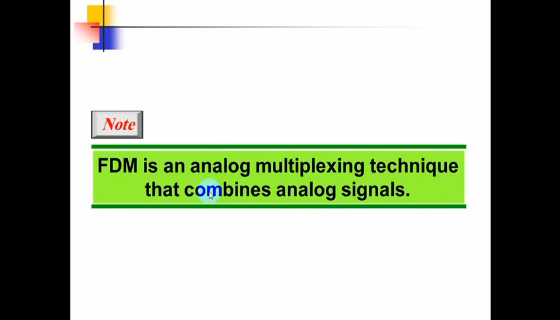 Note
FDM is an analog multiplexing technique
that combines analog signals.